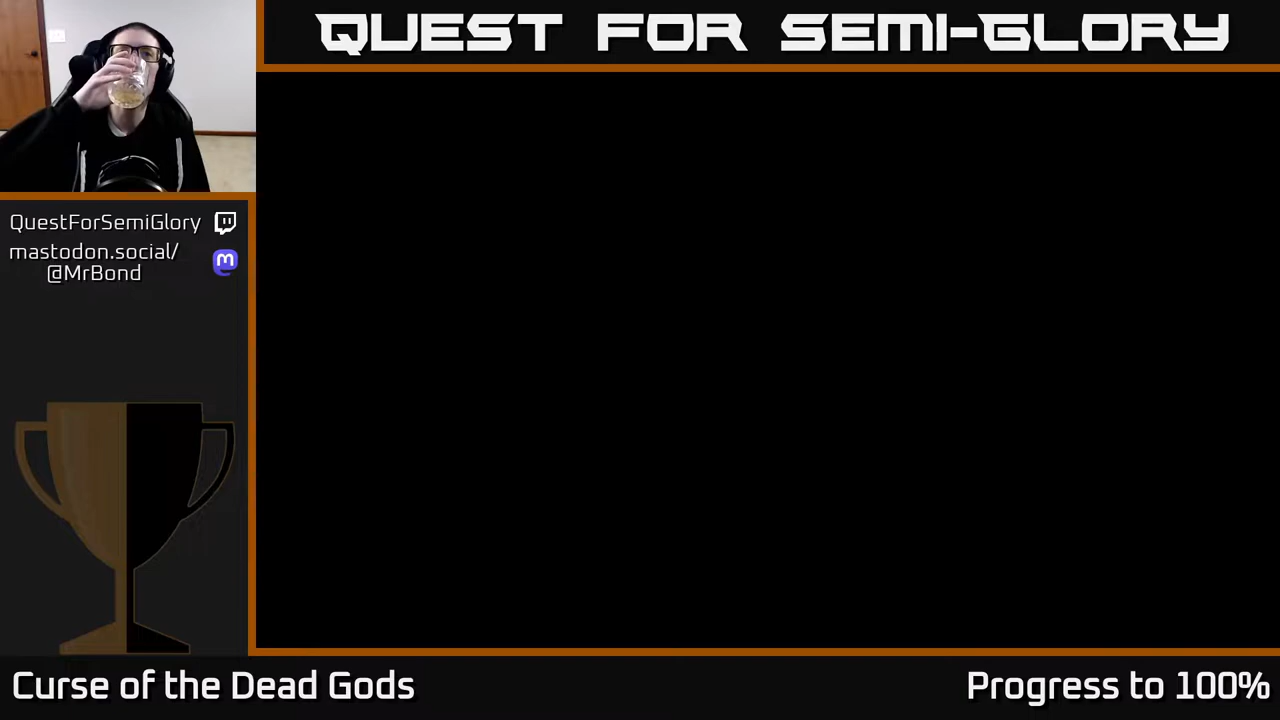 QUEST FOR SEMI-GLORY
QuestForSemiGlory
mastodon.social/
@MrBond
Curse of the Dead Gods
Progress to 100%